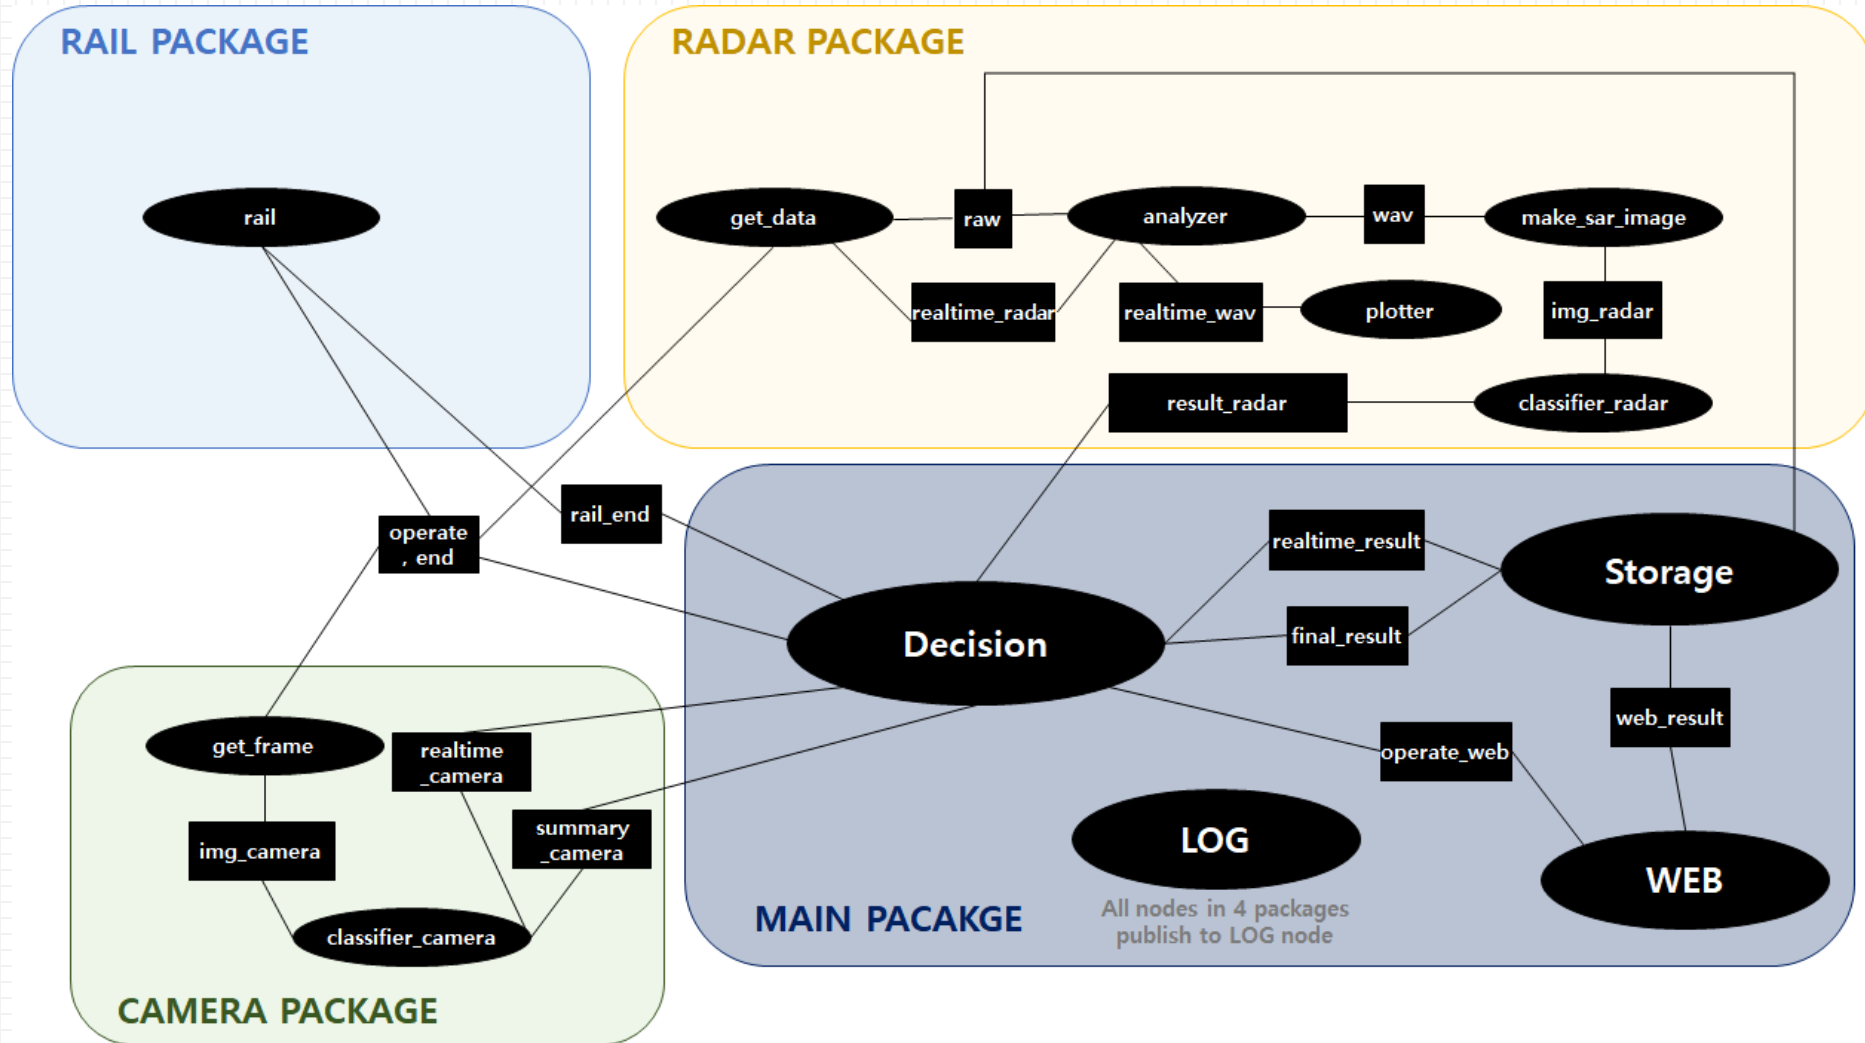 RAIL PACKAGE
rail
RADAR PACKAGE
get_data
raw
analyzer
wav
make_sar_image
realtime_radar
realtime_wav
plotter
img_radar
result_radar
classifier_radar
operate
, end
rail_end
Decision
realtime_result
final_result
Storage
web_result
operate_web
WEB
LOG
All nodes in 4 packages
publish to LOG node
MAIN PACAKGE
get_frame
realtime
_camera
summary
_camera
img_camera
classifier_camera
CAMERA PACKAGE